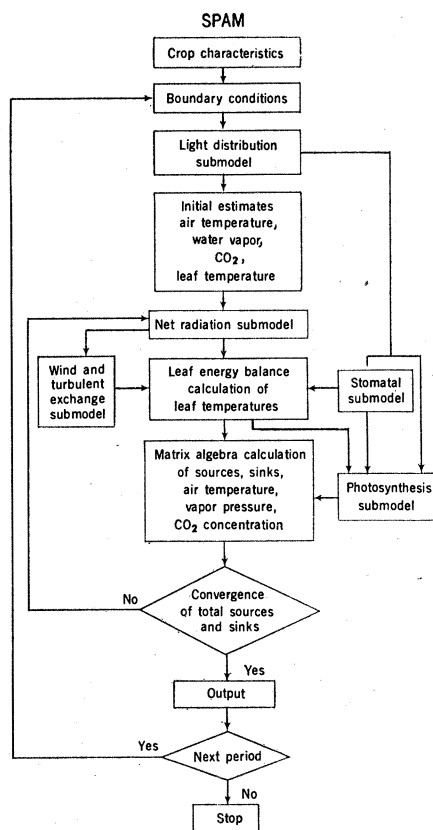 SPAM
Crop characteristics
Boundary conditions
Light distribution
submodel
Initial estimates
air temperature,
water vapor,
CO2,
leaf temperature
Net radiation submodel
Wind and
turbulent
exchange
submodel
Leaf energy balance
calculation of
leaf temperatures
Stomatal
submodel
Matrix algebra calculation
of sources, sinks,
air temperature,
vapor pressure,
CO2 concentration
Photosynthesis
submodel
No
Convergence
of total sources
and sinks
Yes
Output
Yes
Next period
No
Stop